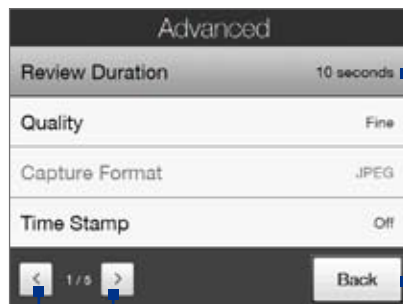 Advanced
Review Duration 10 seconds
Quality Fine
Capture Format JPEG
Time Stamp Off
< 1/5 > Back